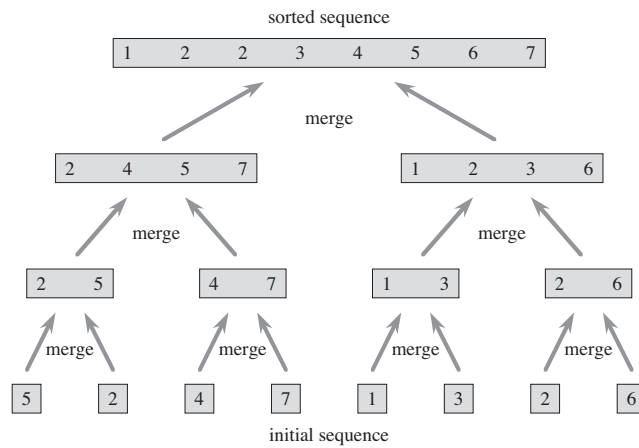 sorted sequence
1 2 2 3 4 5 6 7
merge
2 4 5 7 1 2 3 6
merge merge
2 5 4 7 1 3 2 6
merge merge merge merge
5 2 4 7 1 3 2 6
initial sequence